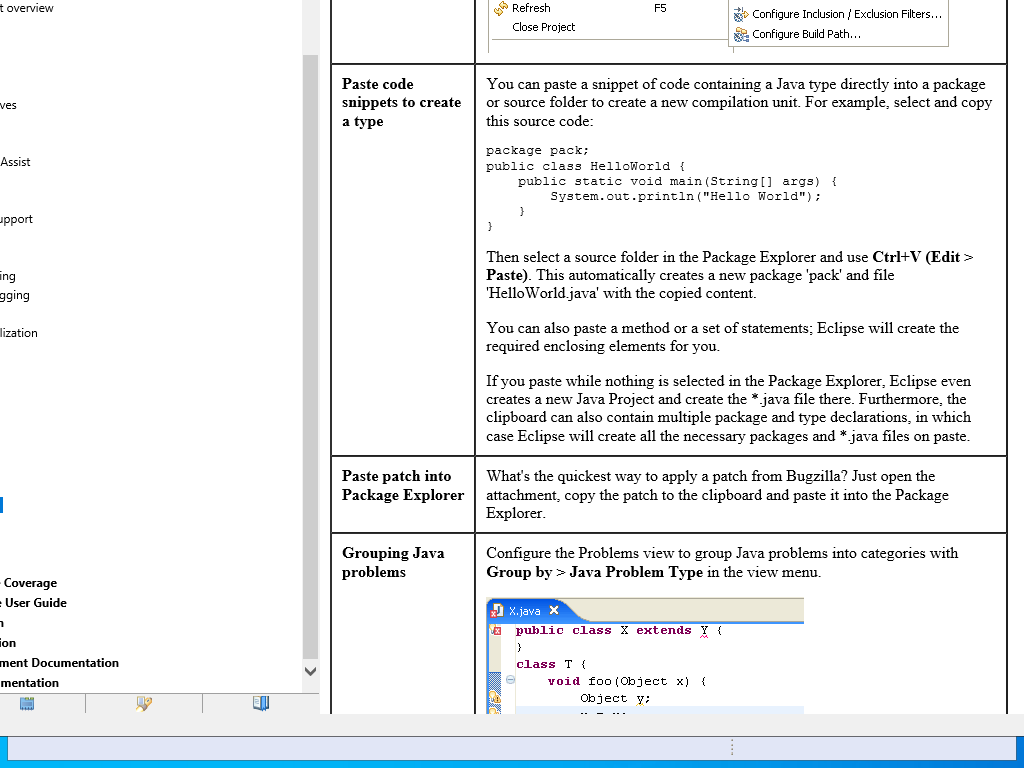 t overview
ves
Assist
upport
ing
gging
lization
Coverage
User Guide
n
ion
ment Documentation
mentation
Refresh F5
Close Project
Configure Inclusion / Exclusion Filters...
Configure Build Path...
Paste code
snippets to create
a type
You can paste a snippet of code containing a Java type directly into a package
or source folder to create a new compilation unit. For example, select and copy
this source code:
package pack;
public class HelloWorld {
public static void main(String[] args) {
System.out.println("Hello World");
}
}
Then select a source folder in the Package Explorer and use Ctrl+V (Edit >
Paste). This automatically creates a new package 'pack' and file
'HelloWorld.java' with the copied content.
You can also paste a method or a set of statements; Eclipse will create the
required enclosing elements for you.
If you paste while nothing is selected in the Package Explorer, Eclipse even
creates a new Java Project and create the *.java file there. Furthermore, the
clipboard can also contain multiple package and type declarations, in which
case Eclipse will create all the necessary packages and *.java files on paste.
Paste patch into
Package Explorer
What's the quickest way to apply a patch from Bugzilla? Just open the
attachment, copy the patch to the clipboard and paste it into the Package
Explorer.
Grouping Java
problems
Configure the Problems view to group Java problems into categories with
Group by > Java Problem Type in the view menu.
X.java
public class X extends Y {
}
class T {
void foo(Object x) {
Object y;